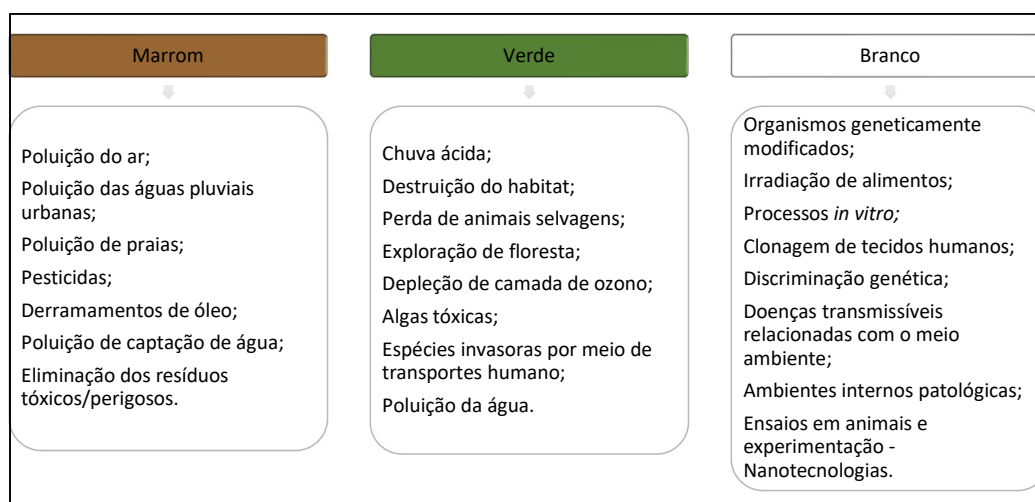 Marrom
Poluição do ar;
Poluição das águas pluviais
urbanas;
Poluição de praias;
Pesticidas;
Derramamentos de óleo;
Poluição de captação de água;
Eliminação dos resíduos
tóxicos/perigosos.
Verde
Chuva ácida;
Destruição do habitat;
Perda de animais selvagens;
Exploração de floresta;
Depleção de camada de ozono;
Algas tóxicas;
Espécies invasoras por meio de
transportes humano;
Poluição da água.
Branco
Organismos geneticamente
modificados;
Irradiação de alimentos;
Processos in vitro;
Clonagem de tecidos humanos;
Discriminação genética;
Doenças transmissíveis
relacionadas com o meio
ambiente;
Ambientes internos patológicas;
Ensaios em animais e
experimentação -
Nanotecnologias.